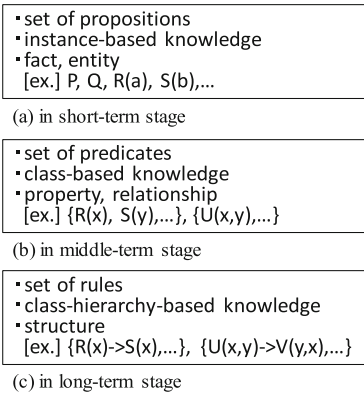 ▪set of propositions
▪instance-based knowledge
▪fact, entity
[ex.] P, Q, R(a), S(b),...
(a) in short-term stage
▪set of predicates
▪class-based knowledge
▪property, relationship
[ex.] {R(x), S(y),...}, {U(x,y),...}
(b) in middle-term stage
▪set of rules
▪class-hierarchy-based knowledge
▪structure
[ex.] {R(x)->S(x),...}, {U(x,y)->V(y,x),...}
(c) in long-term stage